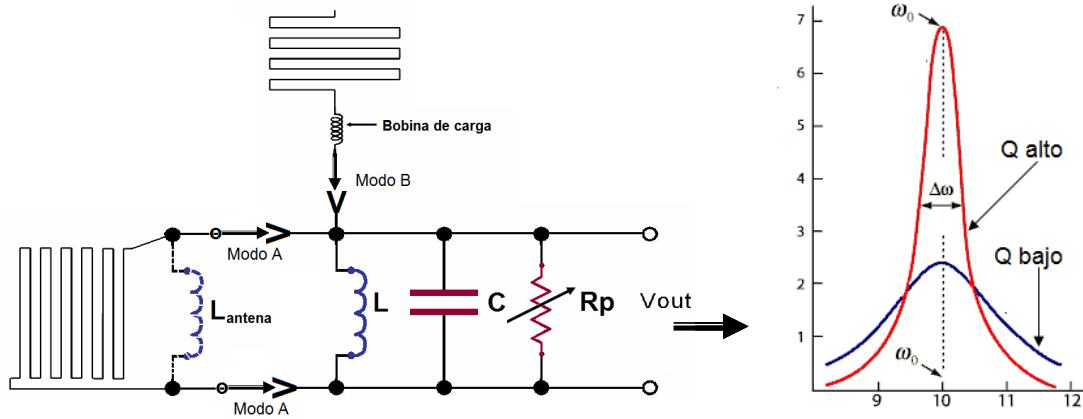 Bobina de carga
Modo B
V
Modo A
>
Lantena
L
C
Rp
Vout
Modo A
>
7
6
5
4
3
2
1
ω0
Q alto
Δω
Q bajo
ω0
9
10
11
12